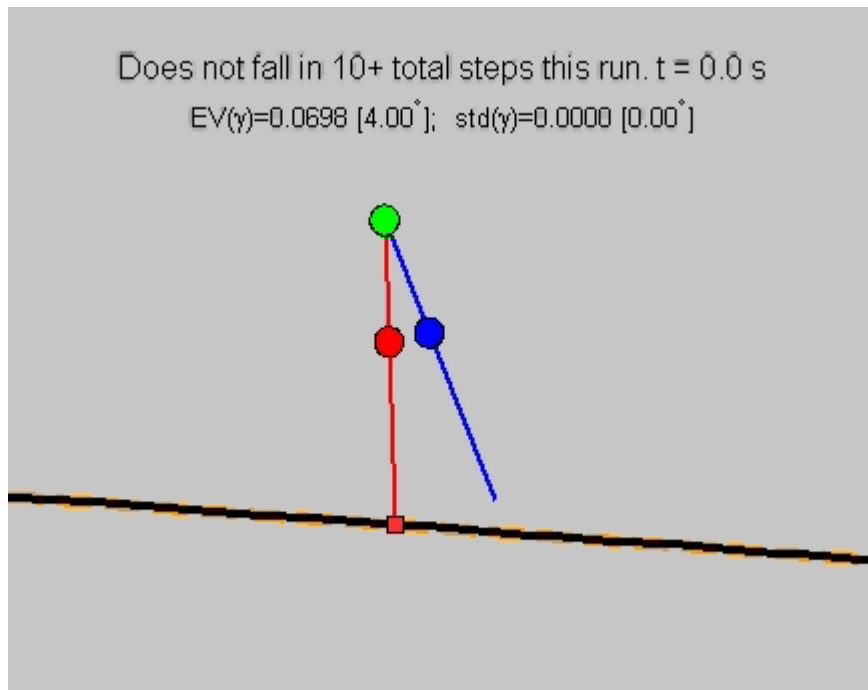 Does not fall in 10+ total steps this run. t = 0.0 s
EV(γ)=0.0698 [4.00°]; std(γ)=0.0000 [0.00°]